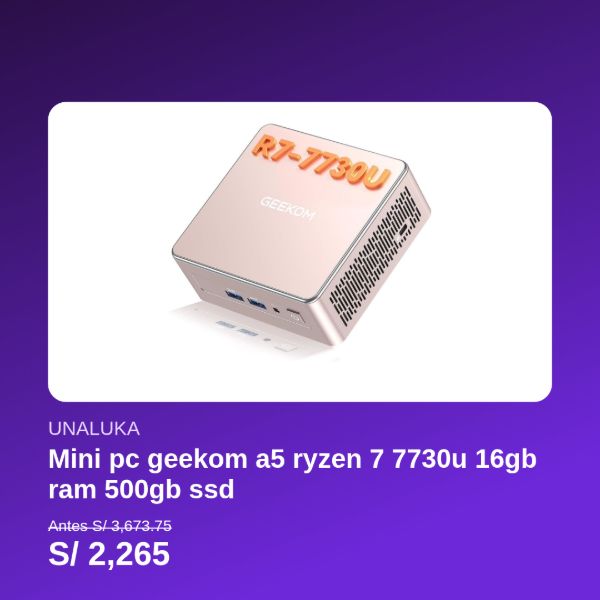 R7-7730U
GEEKOM
UNALUKA
Mini pc geekom a5 ryzen 7 7730u 16gb
ram 500gb ssd
Antes S/ 3,673.75
S/ 2,265